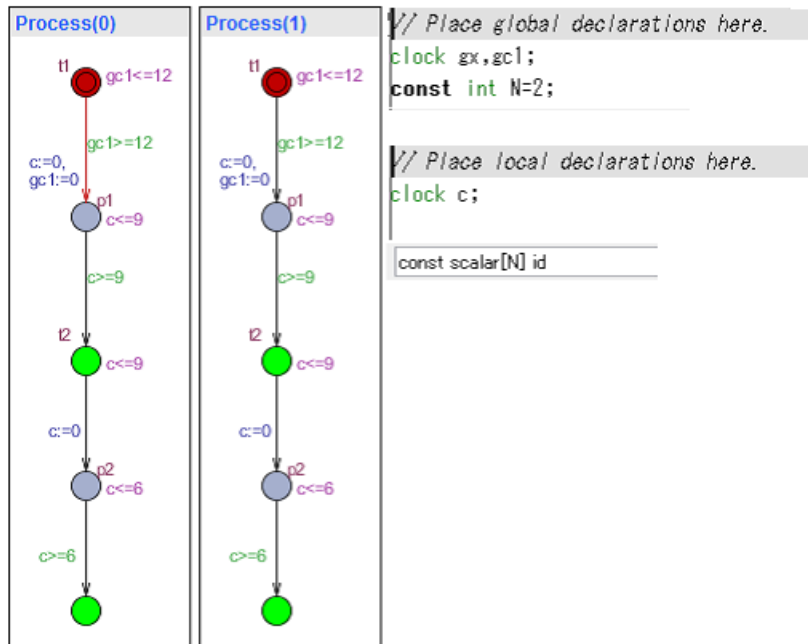 Process(0)
t1
gc1<=12
gc1>=12
c:=0,
gc1:=0
p1
c<=9
c>=9
t2
c<=9
c:=0
p2
c<=6
c>=6
Process(1)
t1
gc1<=12
gc1>=12
c:=0,
gc1:=0
p1
c<=9
c>=9
t2
c<=9
c:=0
p2
c<=6
c>=6
// Place global declarations here.
clock gx,gc1;
const int N=2;
// Place local declarations here.
clock c;
const scalar[N] id